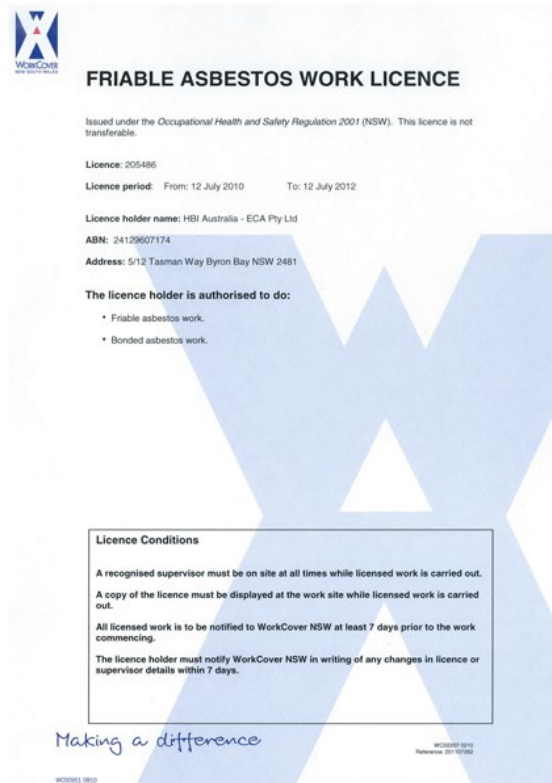 WORKCOVER
NEW SOUTH WALES
FRIABLE ASBESTOS WORK LICENCE
Issued under the Occupational Health and Safety Regulation 2001 (NSW). This licence is not
transferable.
Licence: 205486
Licence period: From: 12 July 2010 To: 12 July 2012
Licence holder name: HBI Australia - ECA Pty Ltd
ABN: 24129607174
Address: 5/12 Tasman Way Byron Bay NSW 2481
The licence holder is authorised to do:
• Friable asbestos work.
• Bonded asbestos work.
Licence Conditions
A recognised supervisor must be on site at all times while licensed work is carried out.
A copy of the licence must be displayed at the work site while licensed work is carried
out.
All licensed work is to be notified to WorkCover NSW at least 7 days prior to the work
commencing.
The licence holder must notify WorkCover NSW in writing of any changes in licence or
supervisor details within 7 days.
Making a difference
Reference: 201107262
WC00951 0810